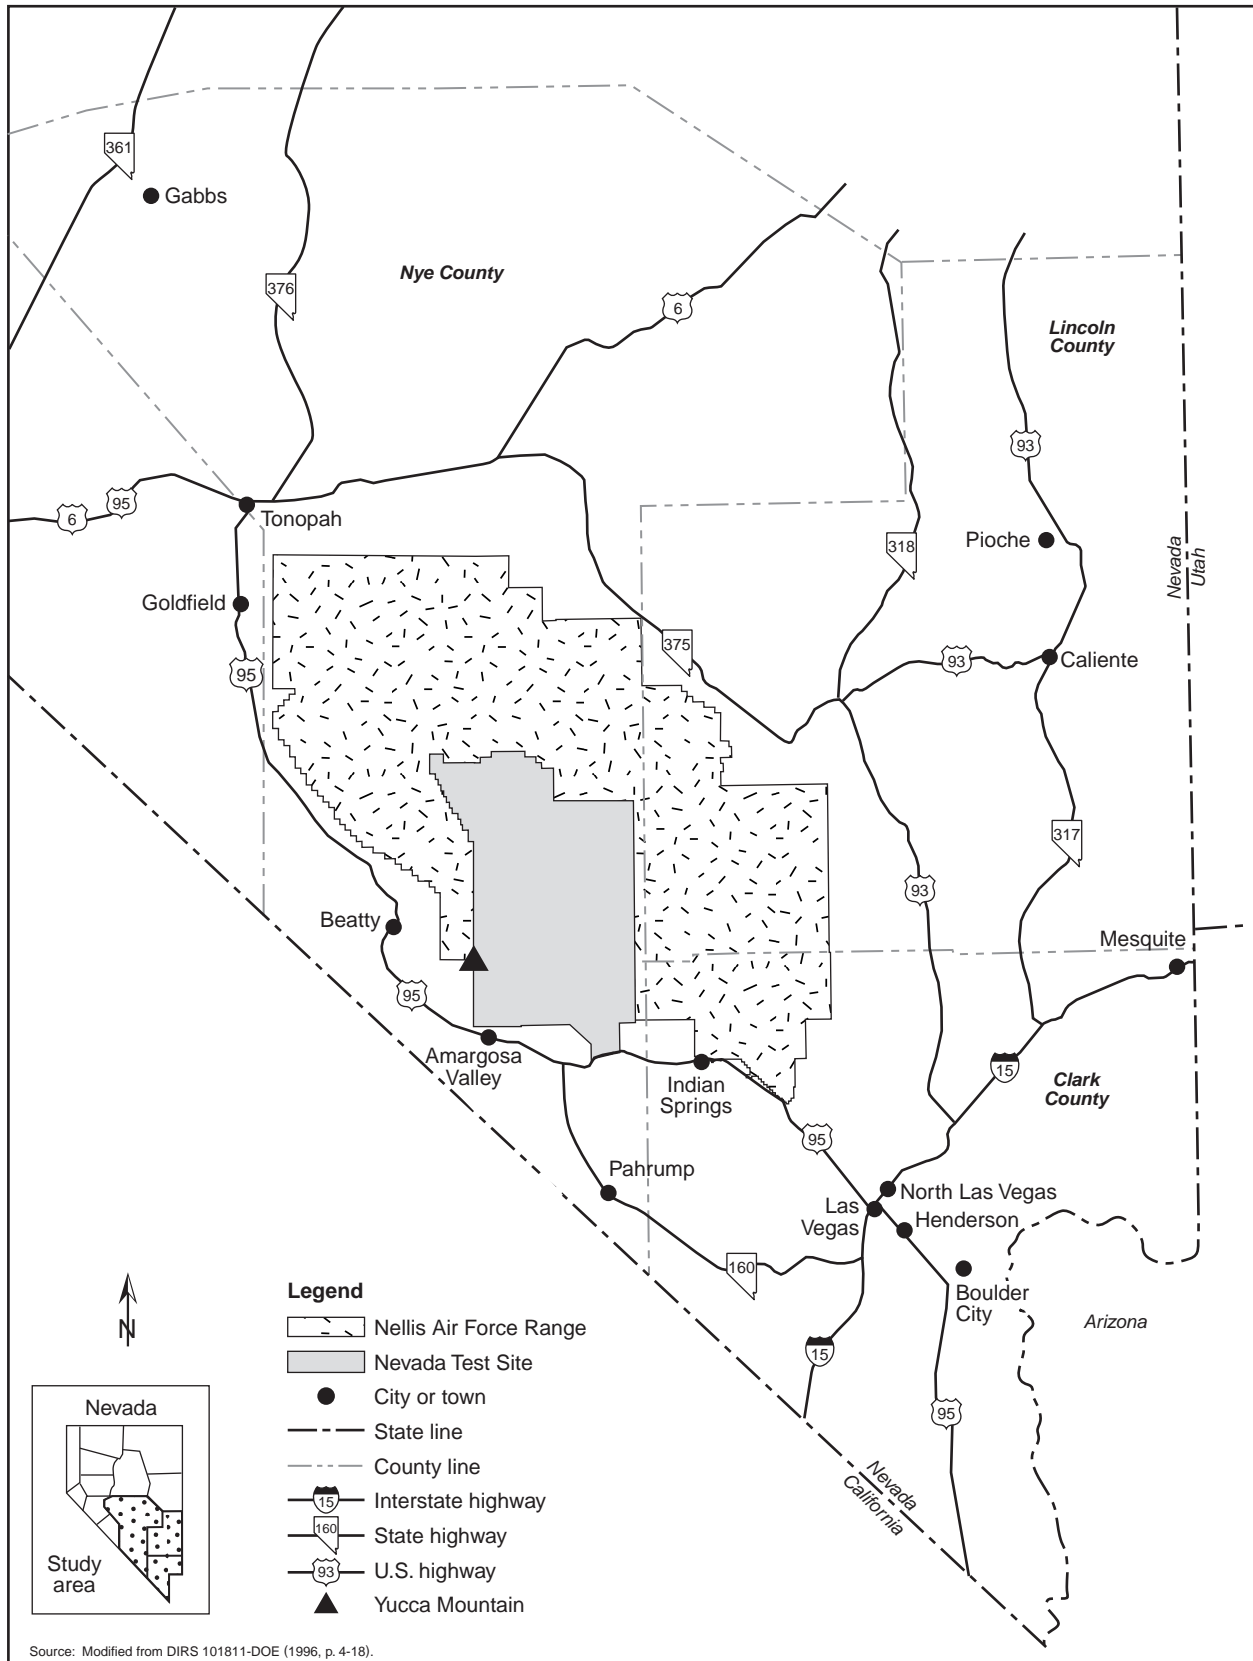 361
Gabbs
376
Nye County
6
Lincoln
County
93
6
95
Tonopah
318
Pioche
Nevada
Utah
Goldfield
95
375
93
Caliente
317
93
Beatty
Mesquite
95
Amargosa
Valley
Indian
Springs
15
Clark
County
95
Pahrump
North Las Vegas
Las
Vegas
Henderson
160
Boulder
City
Arizona
15
95
Nevada
California
N
Nevada
Study
area
Legend
Nellis Air Force Range
Nevada Test Site
City or town
State line
County line
15 Interstate highway
160 State highway
93 U.S. highway
Yucca Mountain
Source: Modified from DIRS 101811-DOE (1996, p. 4-18).